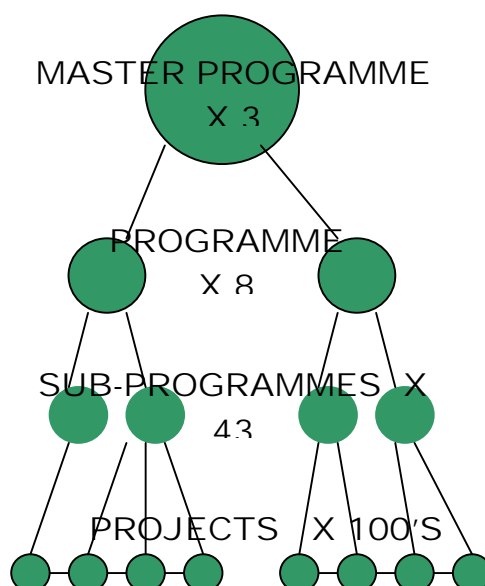 MASTER PROGRAMME
X 3
PROGRAMME
X 8
SUB-PROGRAMMES X
43
PROJECTS X 100'S